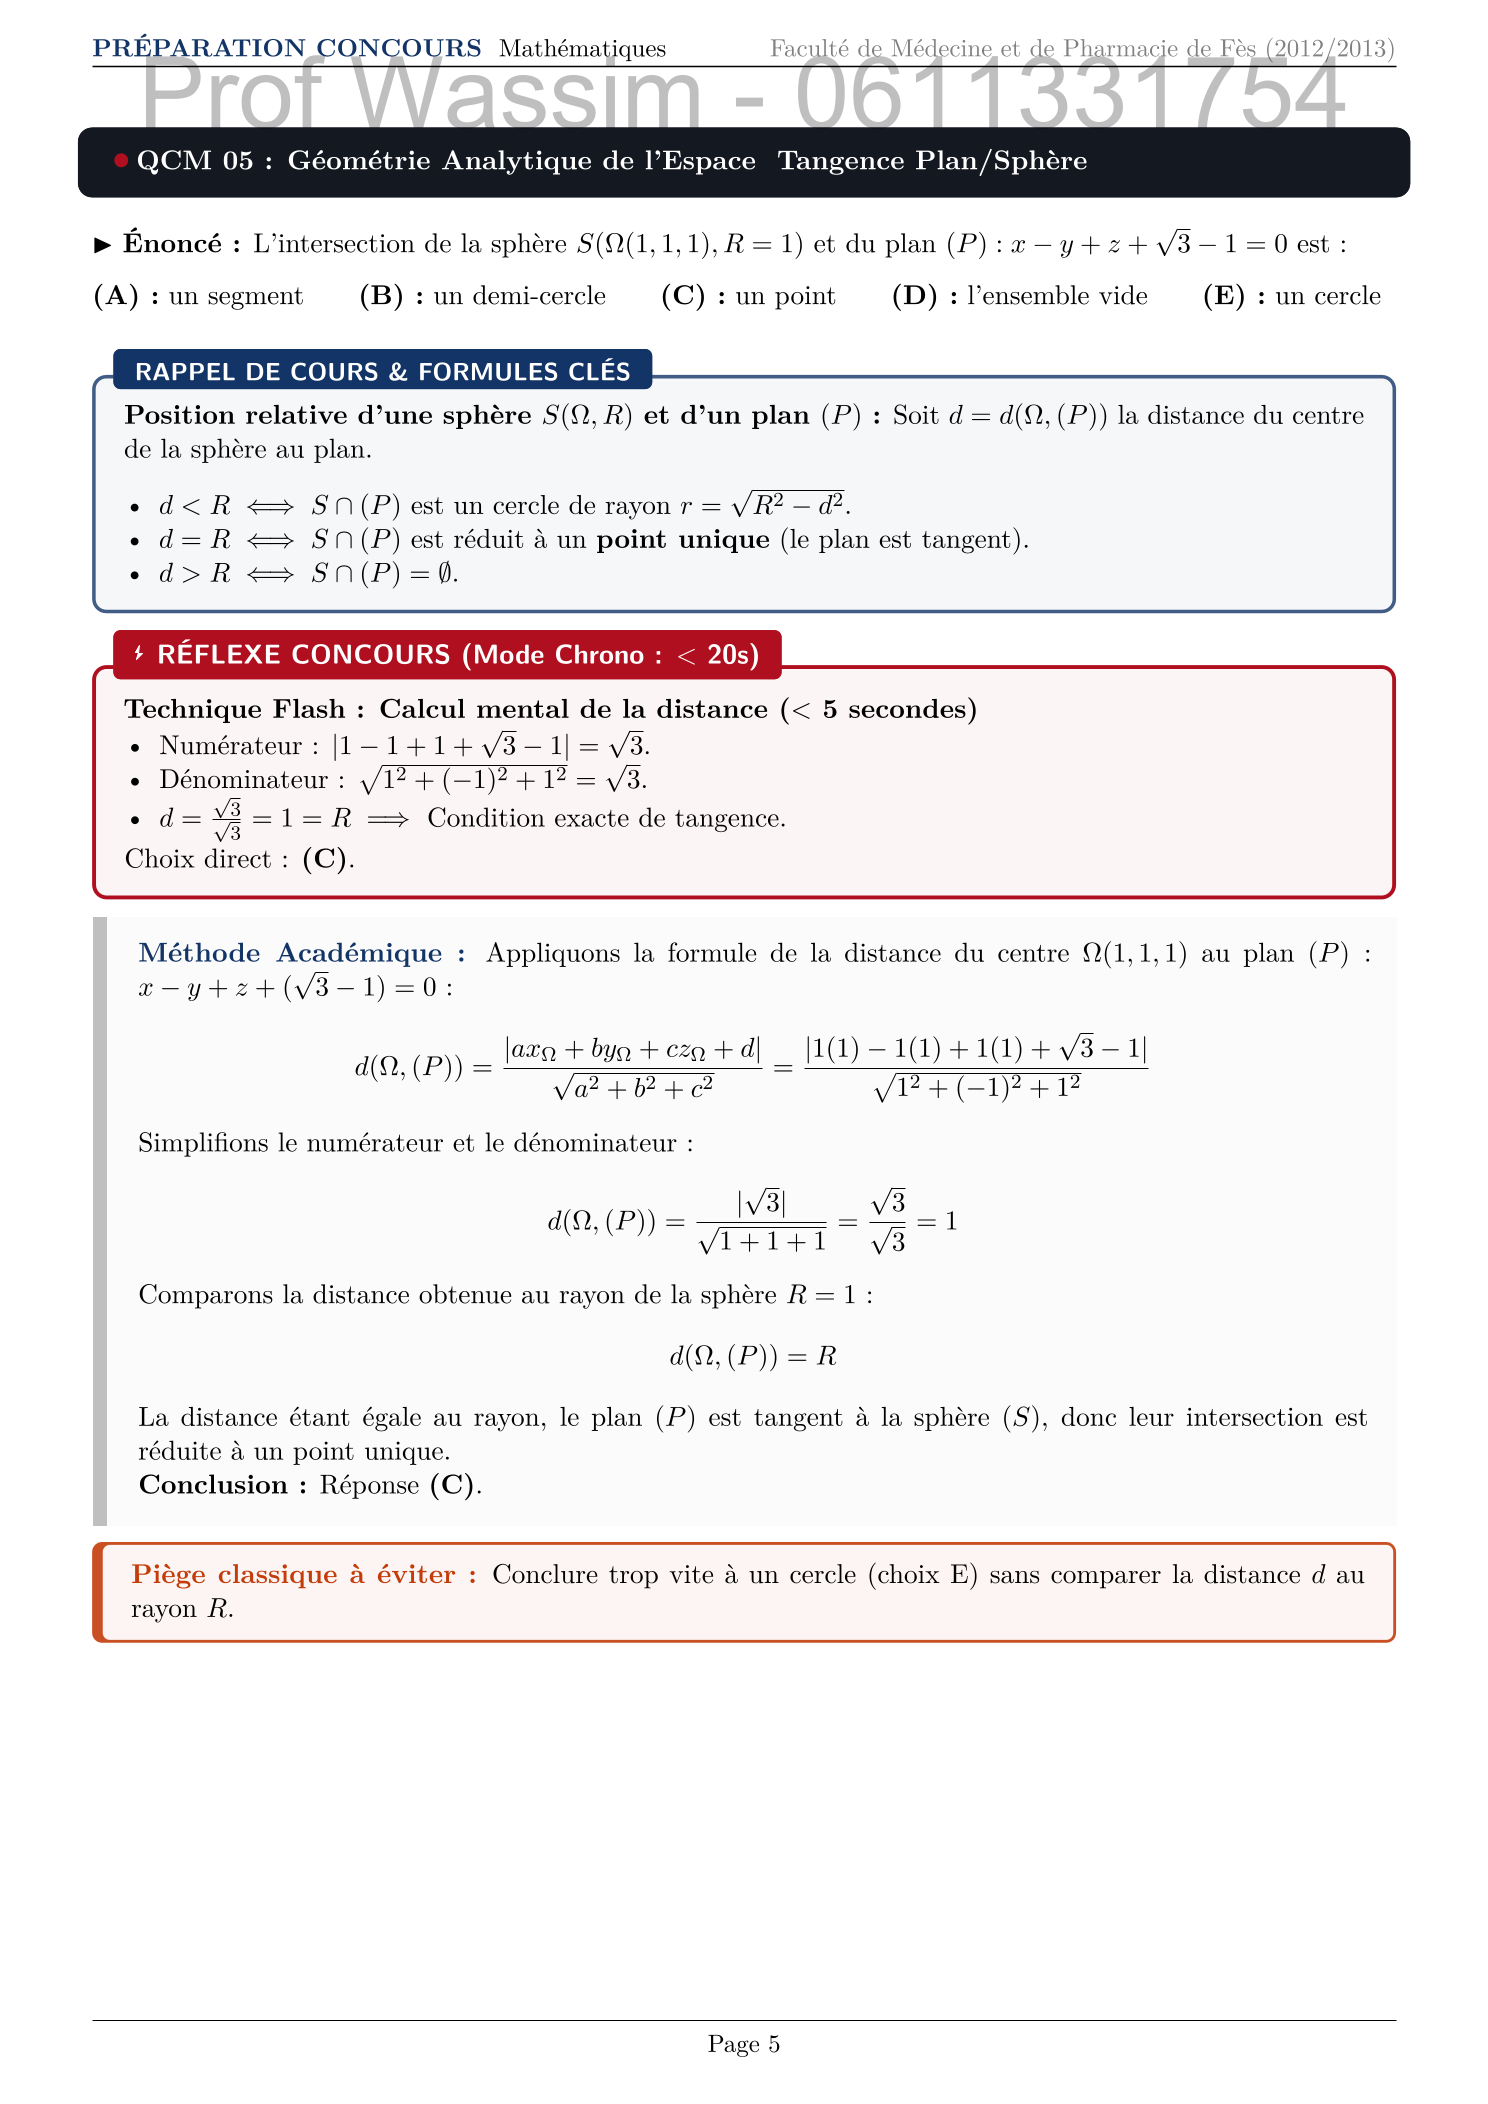 PRÉPARATION CONCOURS Mathématiques Faculté de Médecine et de Pharmacie de Fès (2012/2013)
Prof Wassim - 0611331754
QCM 05 : Géométrie Analytique de l'Espace Tangence Plan/Sphère
▶ Énoncé : L'intersection de la sphère S(Ω(1, 1, 1), R = 1) et du plan (P) : x − y + z + √3 − 1 = 0 est :
(A) : un segment (B) : un demi-cercle (C) : un point (D) : l'ensemble vide (E) : un cercle
RAPPEL DE COURS & FORMULES CLÉS
Position relative d'une sphère S(Ω, R) et d'un plan (P) : Soit d = d(Ω, (P)) la distance du centre
de la sphère au plan.
• d < R ⟺ S ∩ (P) est un cercle de rayon r = √(R² − d²).
• d = R ⟺ S ∩ (P) est réduit à un point unique (le plan est tangent).
• d > R ⟺ S ∩ (P) = ∅.
RÉFLEXE CONCOURS (Mode Chrono : < 20s)
Technique Flash : Calcul mental de la distance (< 5 secondes)
• Numérateur : |1 − 1 + 1 + √3 − 1| = √3.
• Dénominateur : √(1² + (−1)² + 1²) = √3.
• d = √3/√3 = 1 = R ⟹ Condition exacte de tangence.
Choix direct : (C).
Méthode Académique : Appliquons la formule de la distance du centre Ω(1, 1, 1) au plan (P) :
x − y + z + (√3 − 1) = 0 :
d(Ω, (P)) = |ax_Ω + by_Ω + cz_Ω + d| / √(a² + b² + c²) = |1(1) − 1(1) + 1(1) + √3 − 1| / √(1² + (−1)² + 1²)
Simplifions le numérateur et le dénominateur :
d(Ω, (P)) = |√3| / √(1 + 1 + 1) = √3/√3 = 1
Comparons la distance obtenue au rayon de la sphère R = 1 :
d(Ω, (P)) = R
La distance étant égale au rayon, le plan (P) est tangent à la sphère (S), donc leur intersection est
réduite à un point unique.
Conclusion : Réponse (C).
Piège classique à éviter : Conclure trop vite à un cercle (choix E) sans comparer la distance d au
rayon R.
Page 5